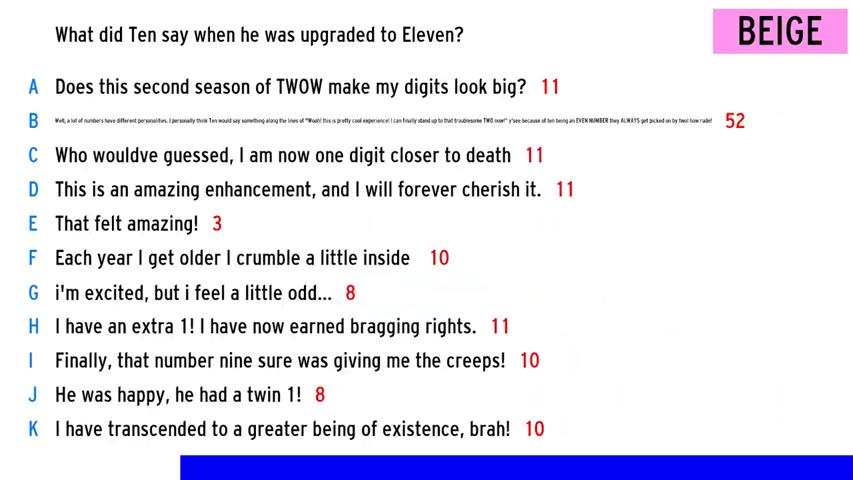 What did Ten say when he was upgraded to Eleven?
BEIGE
A Does this second season of TWOW make my digits look big? 11
B Well, a lot of numbers have different personalities. I personally think Ten would say something along the lines of "Woah! this is pretty cool experience! I can finally stand up to that troublesome TWO now!" y'see because of ten being an EVEN NUMBER they ALWAYS get picked on by two! how rude! 52
C Who wouldve guessed, I am now one digit closer to death 11
D This is an amazing enhancement, and I will forever cherish it. 11
E That felt amazing! 3
F Each year I get older I crumble a little inside 10
G i'm excited, but i feel a little odd... 8
H I have an extra 1! I have now earned bragging rights. 11
I Finally, that number nine sure was giving me the creeps! 10
J He was happy, he had a twin 1! 8
K I have transcended to a greater being of existence, brah! 10